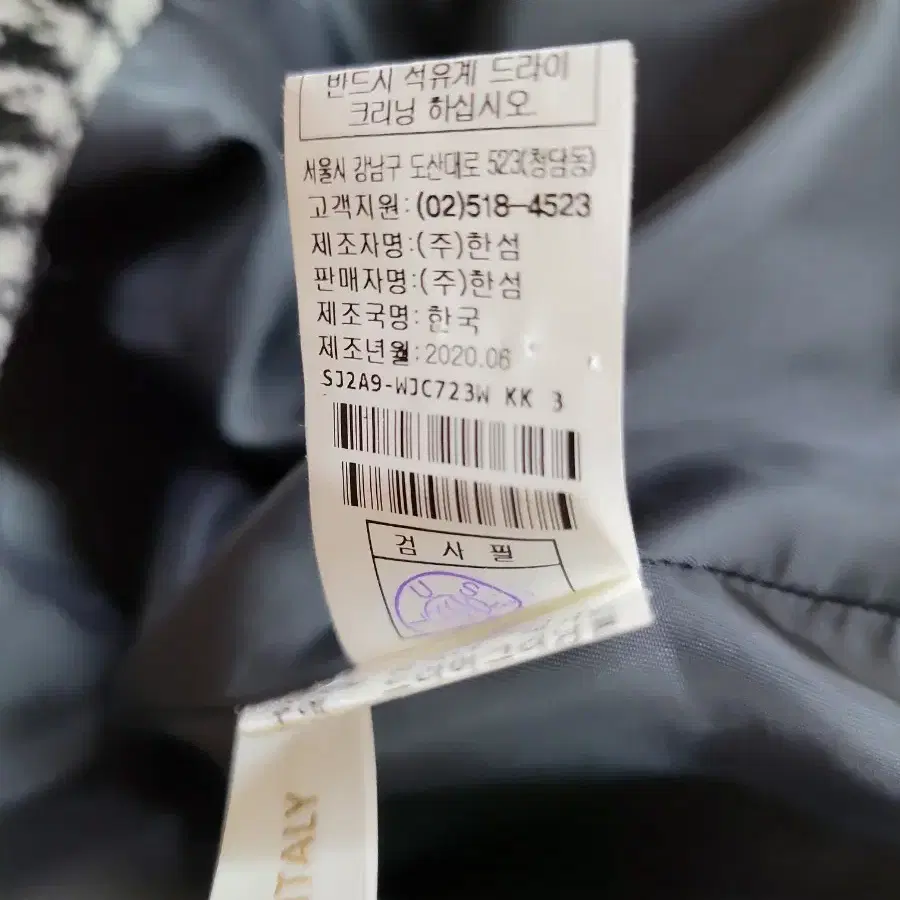 반드시 석유계 드라이
크리닝 하십시오.
서울시 강남구 도산대로 523(청담동)
고객지원:(02)518-4523
제조자명:(주)한섬
판매자명:(주)한섬
제조국명:한국
제조년월:2020.06
SJ2A9-WJC723W KK 3
검 사 필
U S
ITALY